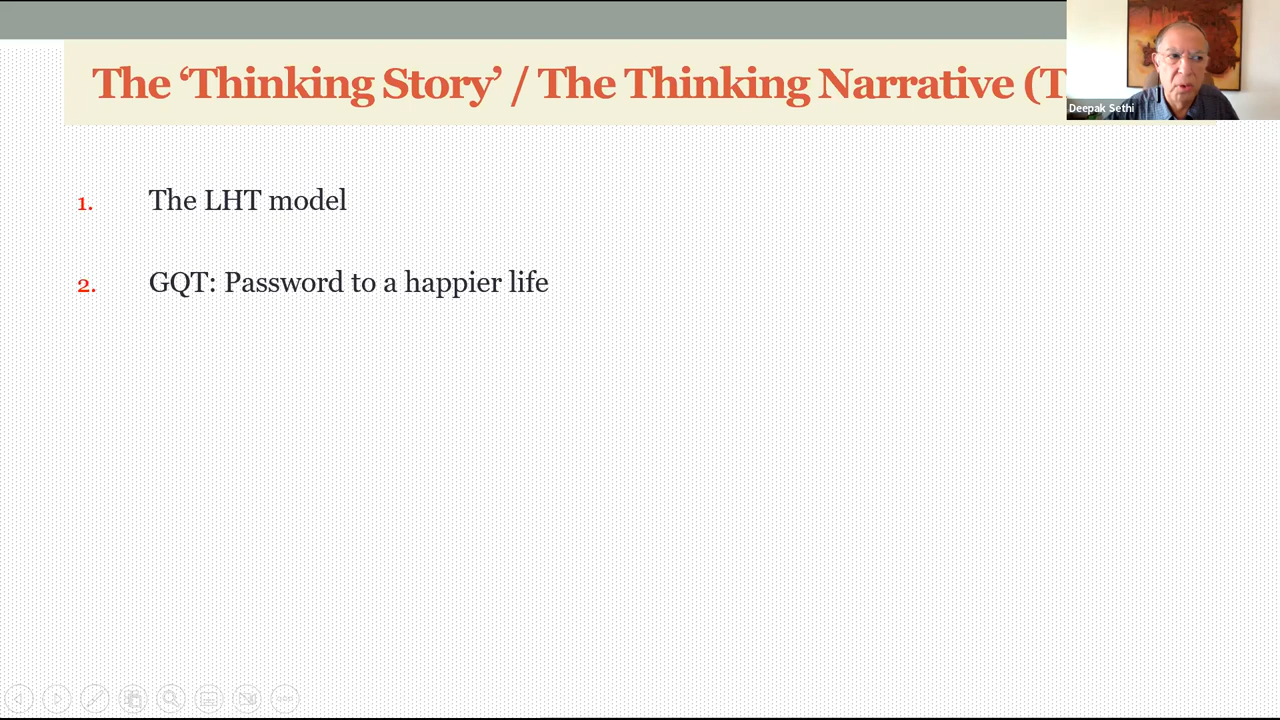 The ‘Thinking Story’ / The Thinking Narrative (T
Deepak Sethi
1. The LHT model
2. GQT: Password to a happier life